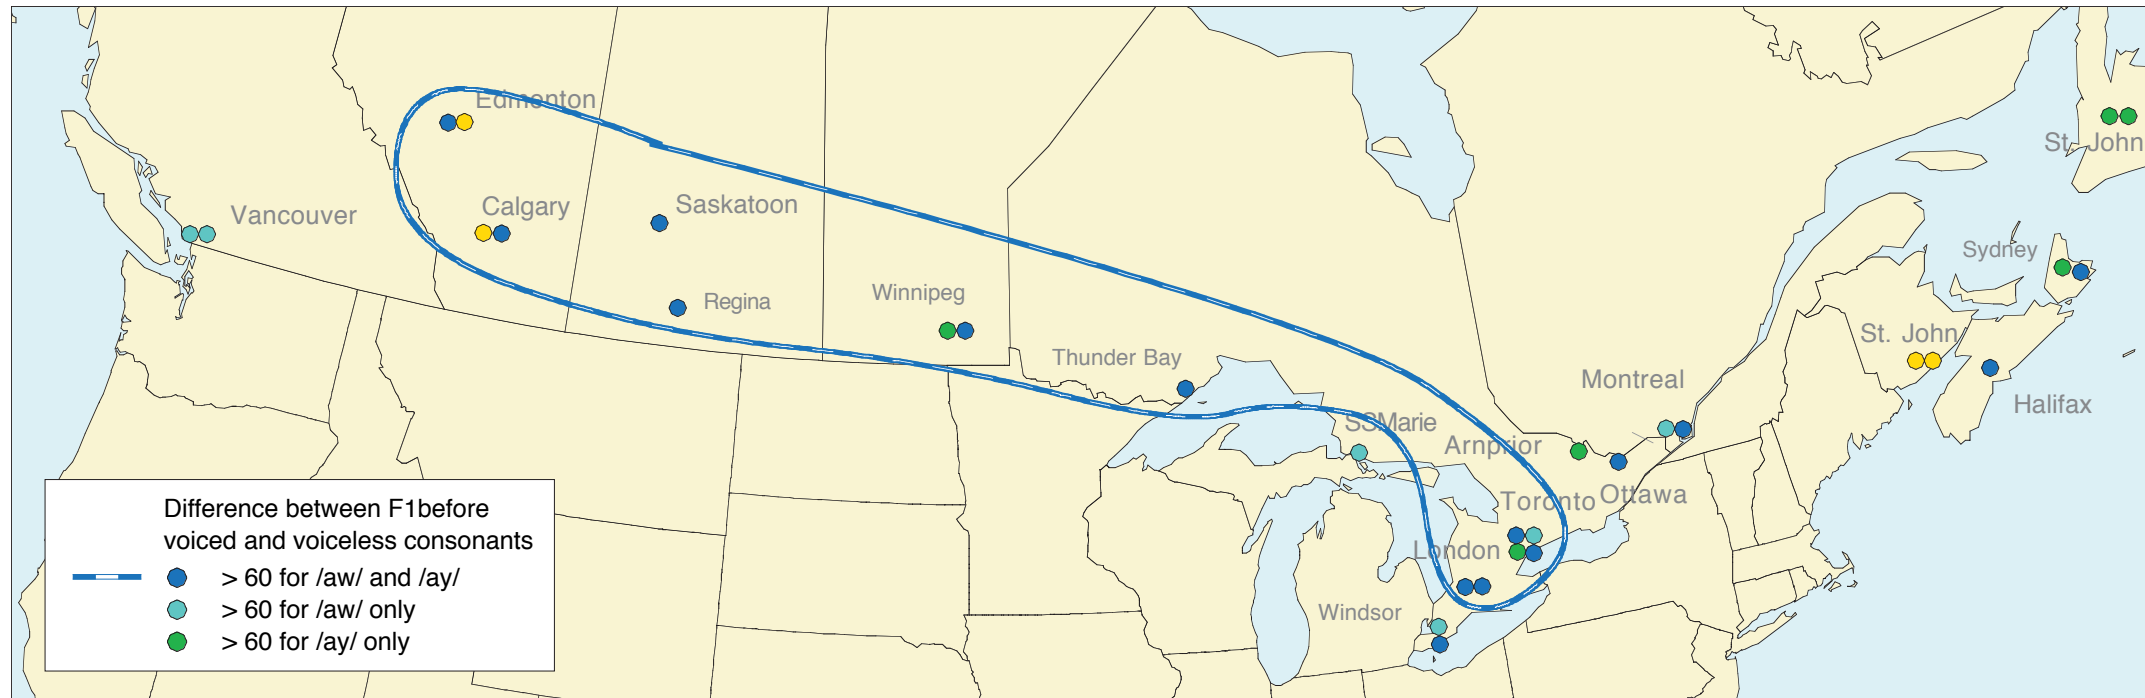 Edmonton
St. John
Calgary
Saskatoon
Vancouver
Sydney
Winnipeg
Regina
St. John
Thunder Bay
Montreal
Halifax
SSMarie
Arnprior
Toronto
Ottawa
London
Windsor
Difference between F1before
voiced and voiceless consonants
> 60 for /aw/ and /ay/
> 60 for /aw/ only
> 60 for /ay/ only